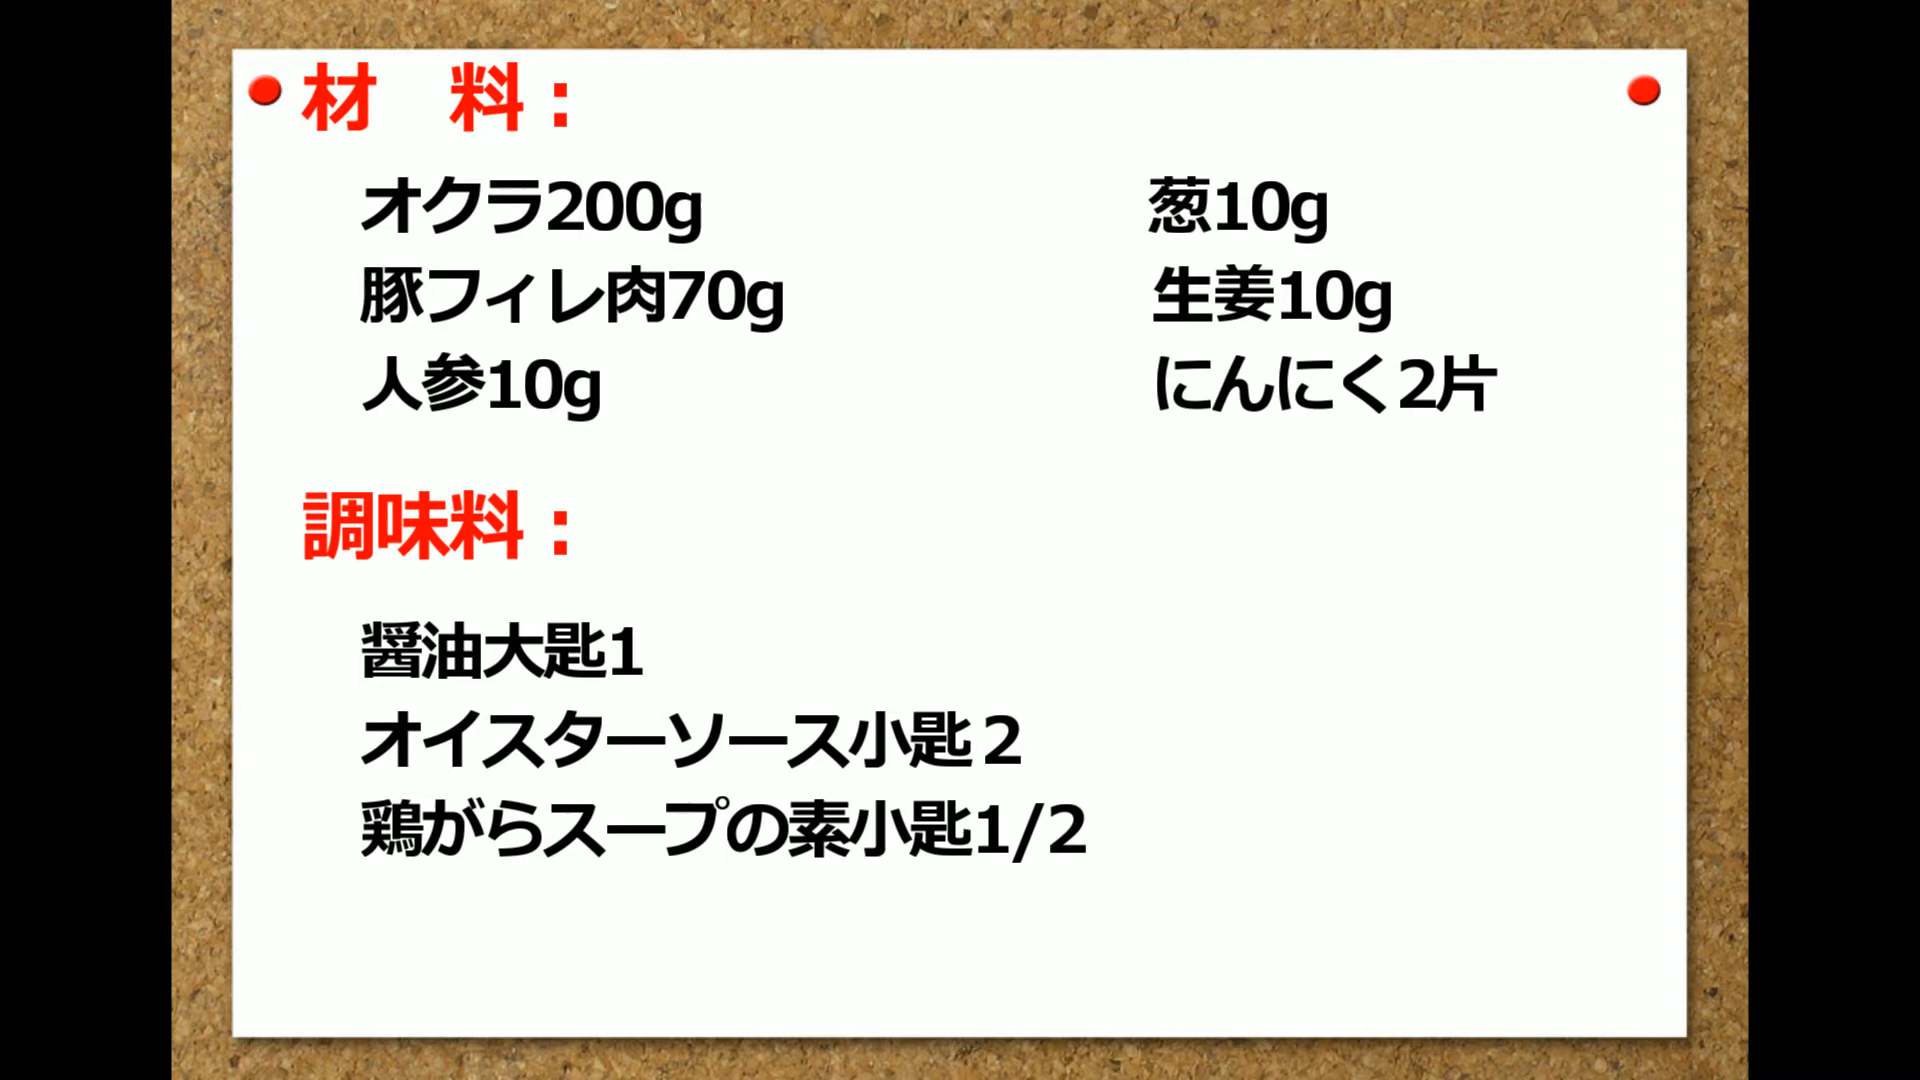 材　料：
オクラ200g
豚フィレ肉70g
人参10g
葱10g
生姜10g
にんにく2片
調味料：
醤油大匙1
オイスターソース小匙２
鶏がらスープの素小匙1/2